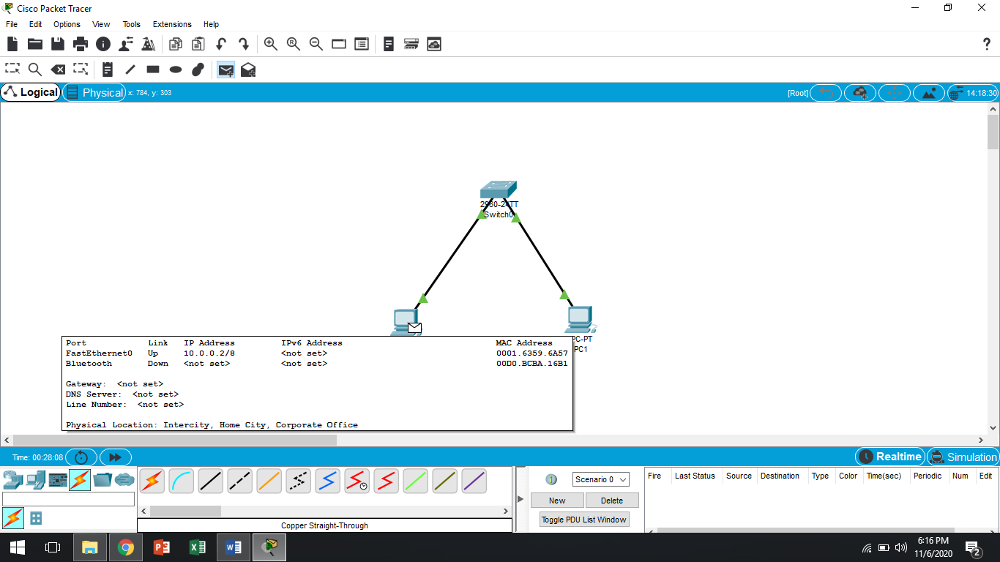 Cisco Packet Tracer
File Edit Options View Tools Extensions Help
?
Logical Physical x: 784, y: 303 [Root] 14:18:30
2960-24TT
Switch0
PC-PT
PC1
Port Link IP Address IPv6 Address MAC Address
FastEthernet0 Up 10.0.0.2/8 <not set> 0001.6359.6A57
Bluetooth Down <not set> <not set> 00D0.BCBA.16B1
Gateway: <not set>
DNS Server: <not set>
Line Number: <not set>
Physical Location: Intercity, Home City, Corporate Office
Time: 00:28:08 Realtime Simulation
Scenario 0
New Delete
Toggle PDU List Window
Fire Last Status Source Destination Type Color Time(sec) Periodic Num Edit
Copper Straight-Through
6:16 PM
11/6/2020
2